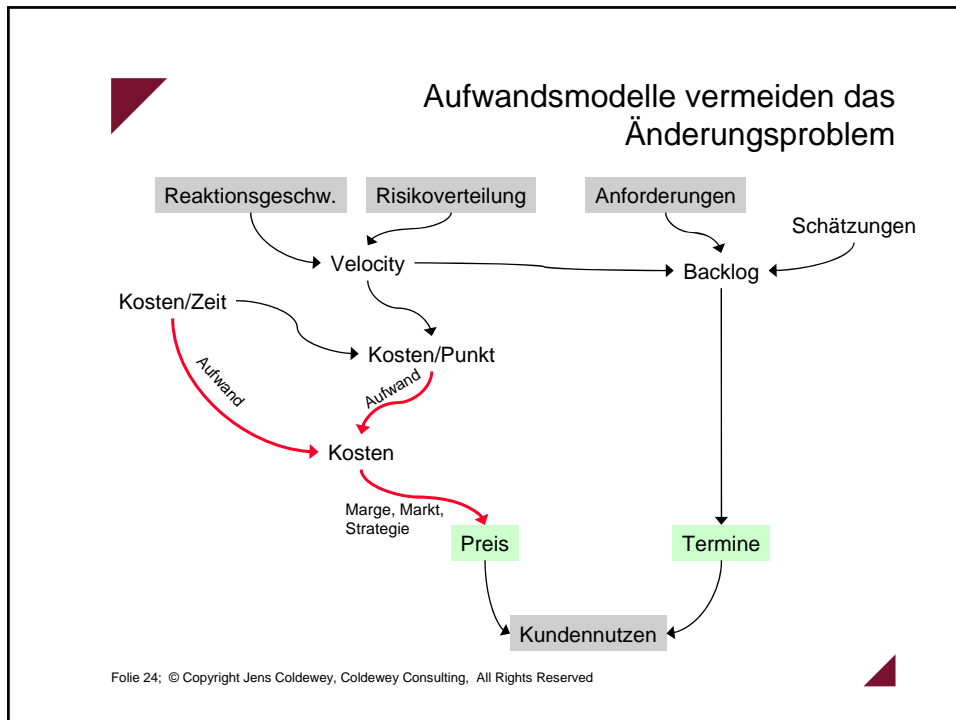 Aufwandsmodelle vermeiden das
Änderungsproblem
Reaktionsgeschw.
Risikoverteilung
Anforderungen
Schätzungen
Velocity
Backlog
Kosten/Zeit
Kosten/Punkt
Aufwand
Aufwand
Kosten
Marge, Markt,
Strategie
Preis
Termine
Kundennutzen
Folie 24; © Copyright Jens Coldewey, Coldewey Consulting, All Rights Reserved